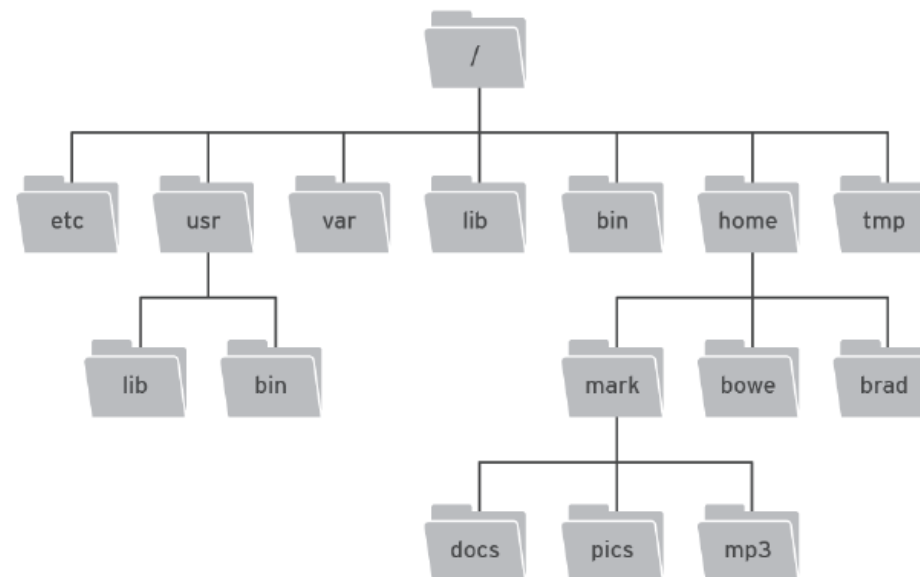 /
etc usr var lib bin home tmp
lib bin mark bowe brad
docs pics mp3